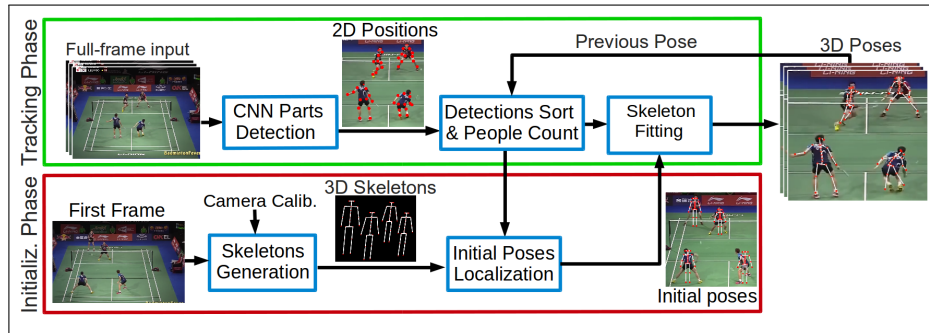 Tracking Phase
Full-frame input
2D Positions
Previous Pose
3D Poses
CNN Parts
Detection
Detections Sort
& People Count
Skeleton
Fitting
Initializ. Phase
First Frame
Camera Calib.
3D Skeletons
Skeletons
Generation
Initial Poses
Localization
Initial poses